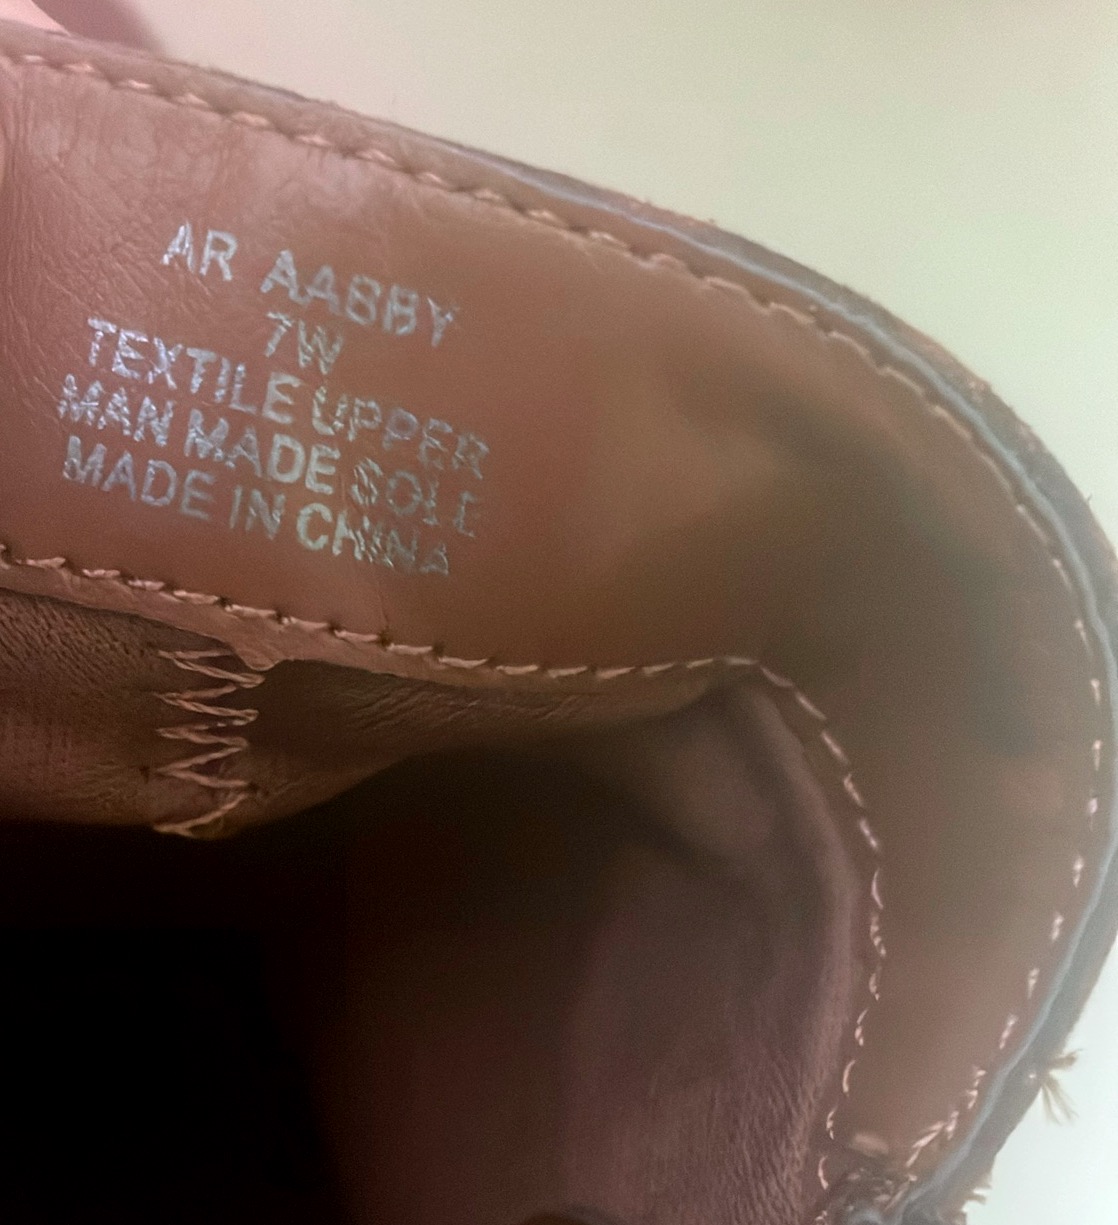 AR AABBY
7W
TEXTILE UPPER
MAN MADE SOLE
MADE IN CHINA